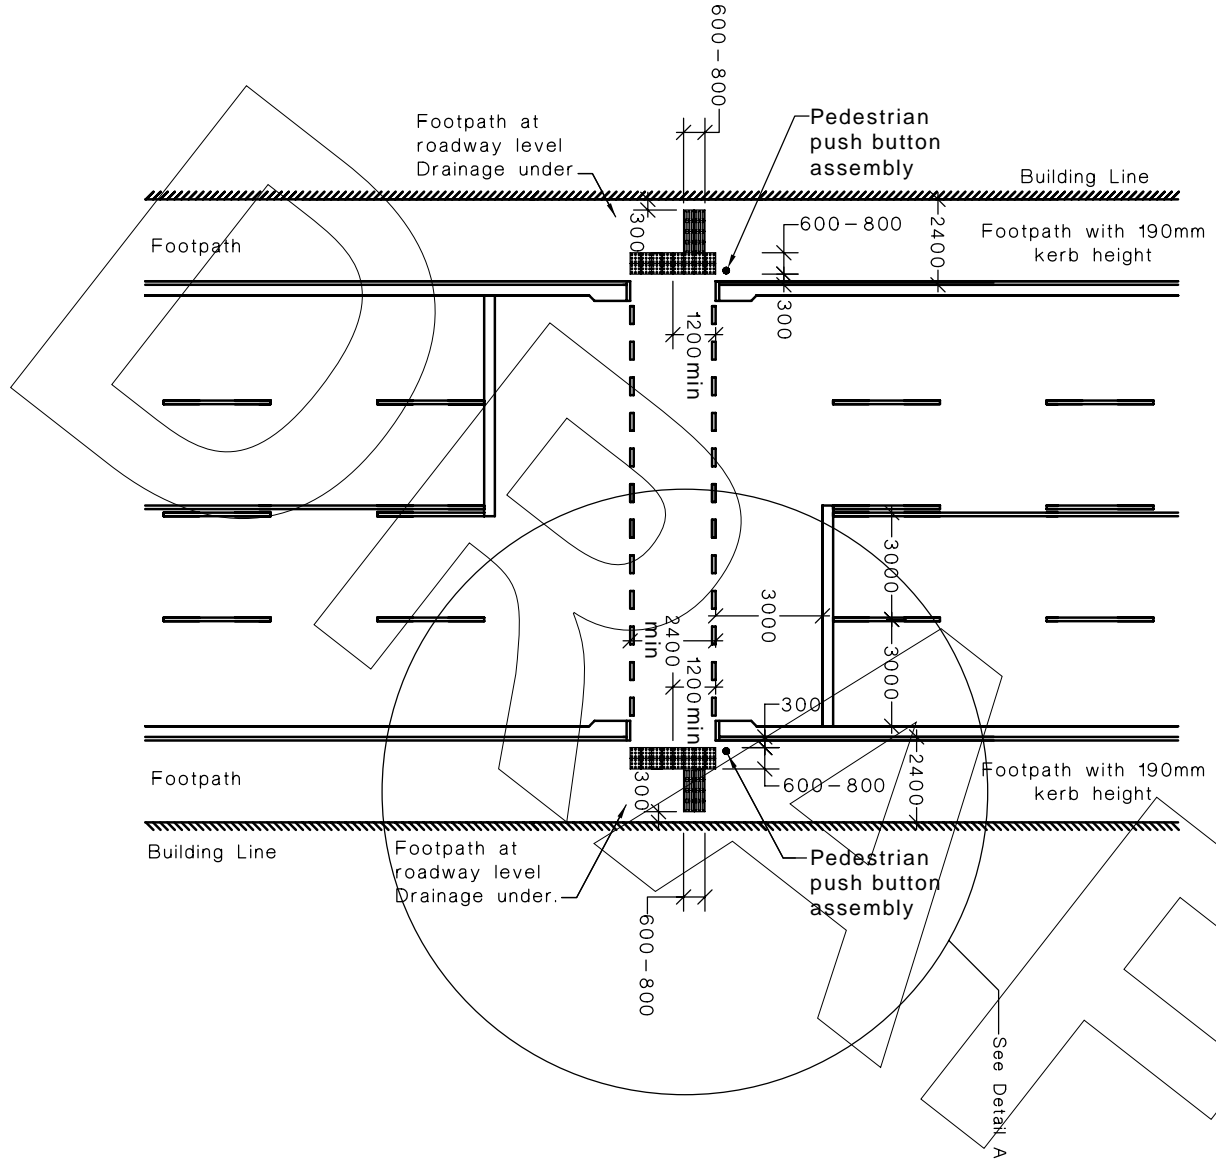 600-800
Footpath at
roadway level
Drainage under
Pedestrian
push button
assembly
Building Line
300
600-800
2400
Footpath
Footpath with 190mm
kerb height
300
1200min
3000
3000
3000
2400
min
1200min
300
Footpath
600-800
2400
Footpath with 190mm
kerb height
300
Building Line
Footpath at
roadway level
Drainage under.
Pedestrian
push button
assembly
600-800
See Detail A
DRAF